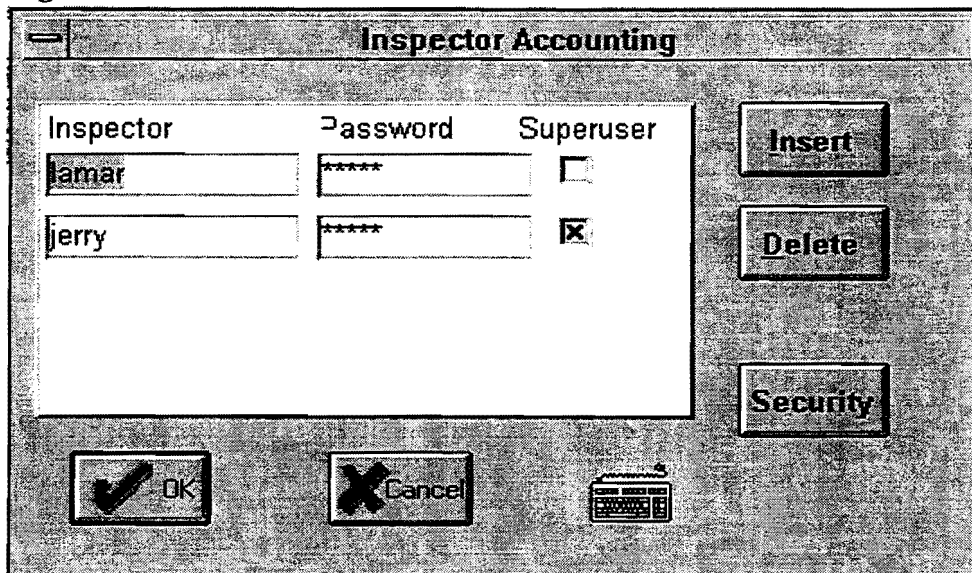 Inspector Accounting
Inspector Password Superuser
lamar *****
jerry *****
Insert
Delete
Security
OK
Cancel